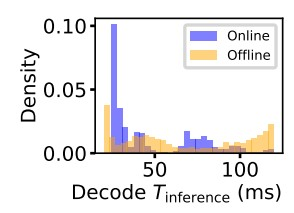 0.10
0.05
0.00
Density
Online
Offline
50
100
Decode T_inference (ms)